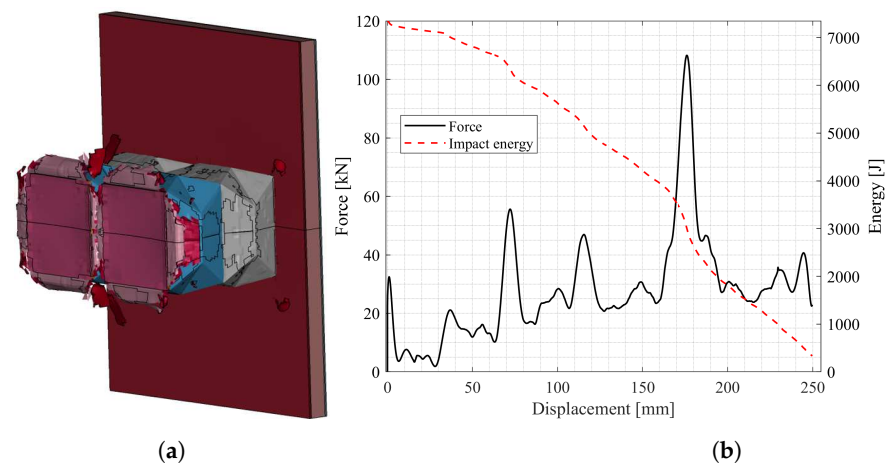 120
100
80
60
40
20
0
Force [kN]
Force
Impact energy
7000
6000
5000
4000
3000
2000
1000
0
Energy [J]
0 50 100 150 200 250
Displacement [mm]
(a) (b)